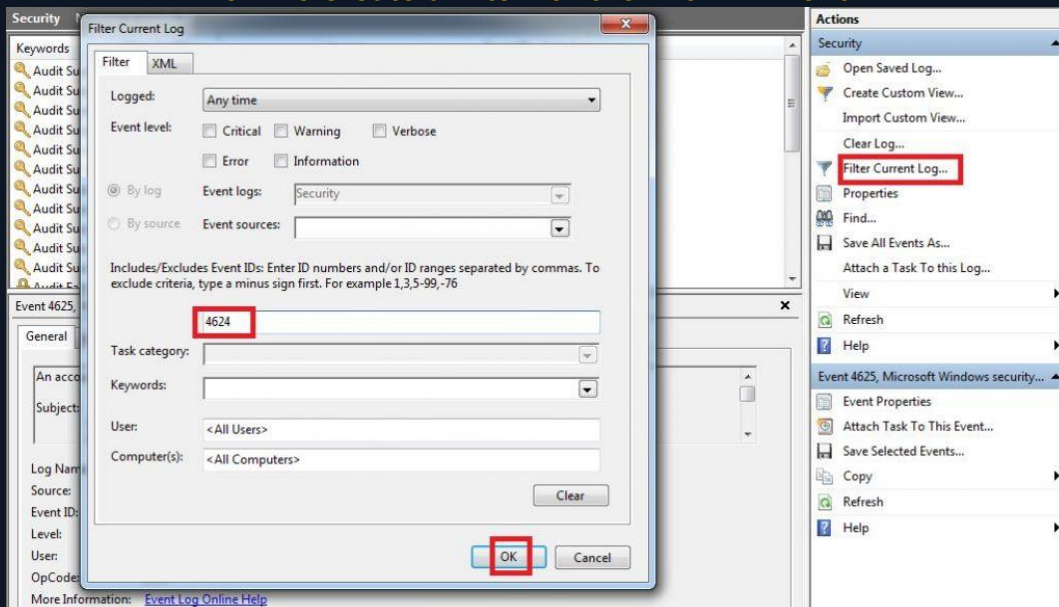 Security
Filter Current Log
Keywords
Audit Su
Audit Su
Audit Su
Audit Su
Audit Su
Audit Su
Audit Su
Audit Su
Audit Su
Audit Su
Audit Su
Filter XML
Logged: Any time
Event level: Critical Warning Verbose
Error Information
By log Event logs: Security
By source Event sources:
Includes/Excludes Event IDs: Enter ID numbers and/or ID ranges separated by commas. To
exclude criteria, type a minus sign first. For example 1,3,5-99,-76
4624
Task category:
Keywords:
User: <All Users>
Computer(s): <All Computers>
Clear
OK Cancel
Event 4625,
General
An acco
Subject:
Log Nam
Source:
Event ID:
Level:
User:
OpCode:
More Information: Event Log Online Help
Actions
Security
Open Saved Log...
Create Custom View...
Import Custom View...
Clear Log...
Filter Current Log...
Properties
Find...
Save All Events As...
Attach a Task To this Log...
View
Refresh
Help
Event 4625, Microsoft Windows security...
Event Properties
Attach Task To This Event...
Save Selected Events...
Copy
Refresh
Help